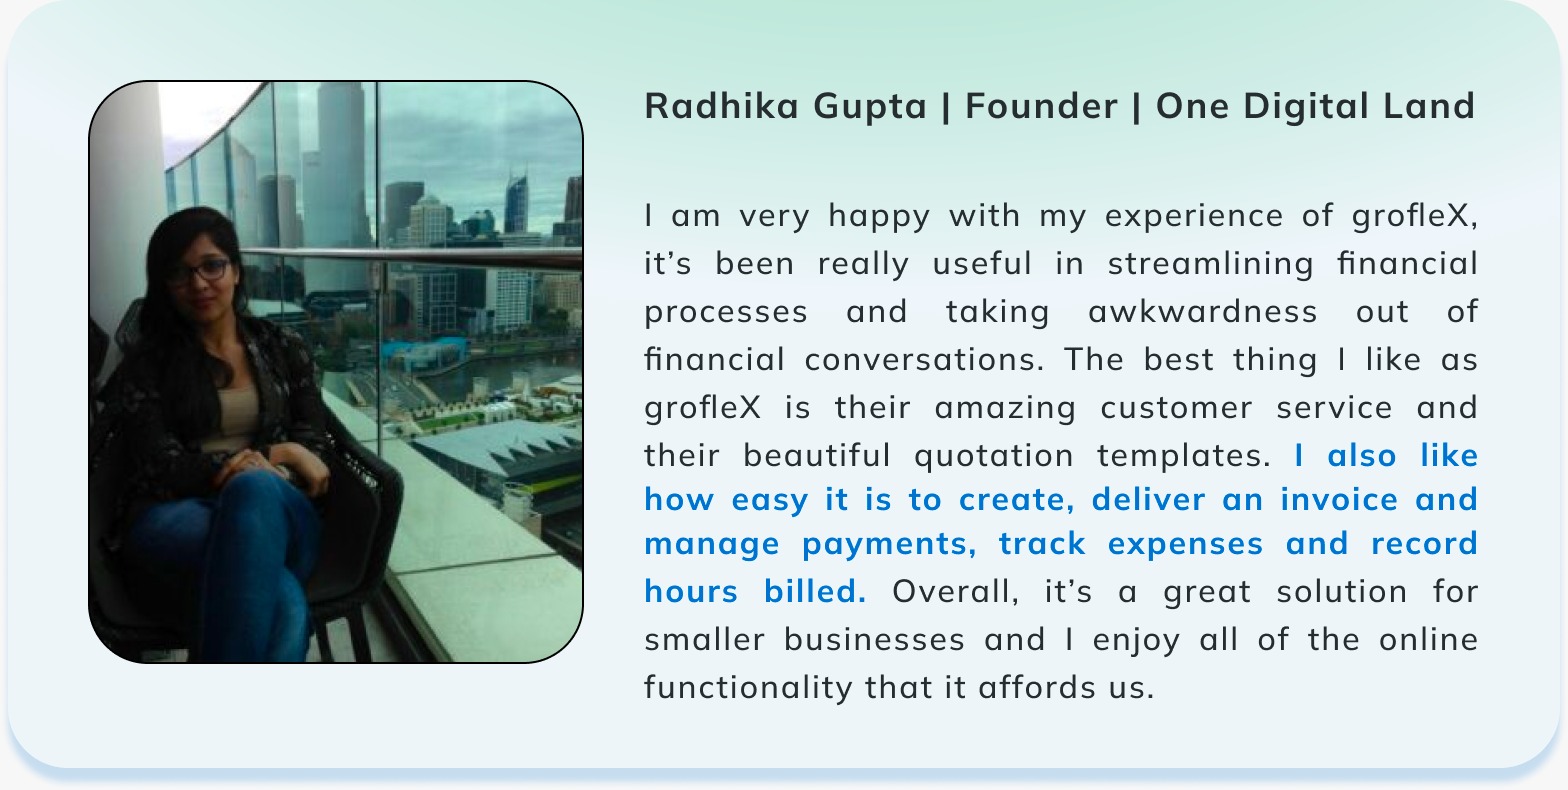 Radhika Gupta | Founder | One Digital Land
I am very happy with my experience of grofleX,
it’s been really useful in streamlining financial
processes and taking awkwardness out of
financial conversations. The best thing I like as
grofleX is their amazing customer service and
their beautiful quotation templates. I also like
how easy it is to create, deliver an invoice and
manage payments, track expenses and record
hours billed. Overall, it’s a great solution for
smaller businesses and I enjoy all of the online
functionality that it affords us.